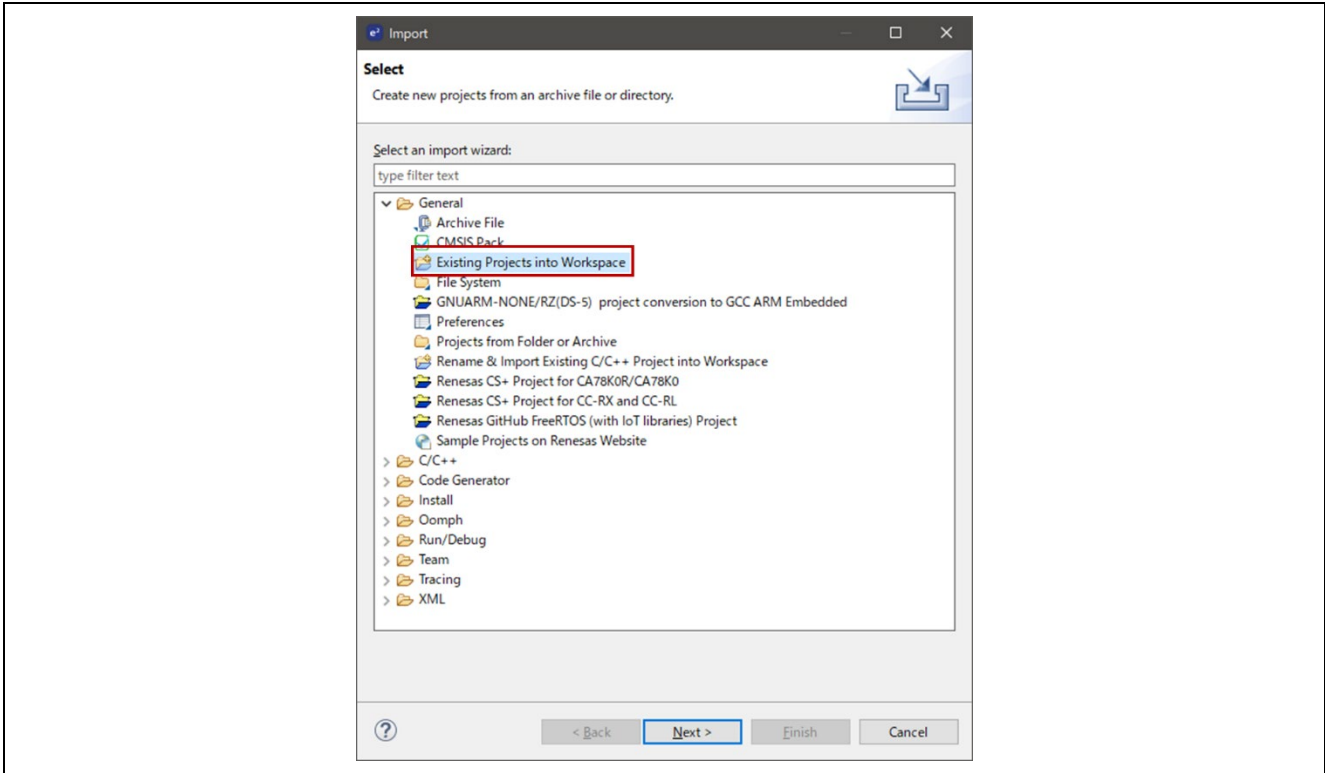 e² Import
Select
Create new projects from an archive file or directory.
Select an import wizard:
type filter text
General
Archive File
CMSIS Pack
Existing Projects into Workspace
File System
GNUARM-NONE/RZ(DS-5) project conversion to GCC ARM Embedded
Preferences
Projects from Folder or Archive
Rename & Import Existing C/C++ Project into Workspace
Renesas CS+ Project for CA78K0R/CA78K0
Renesas CS+ Project for CC-RX and CC-RL
Renesas GitHub FreeRTOS (with IoT libraries) Project
Sample Projects on Renesas Website
C/C++
Code Generator
Install
Oomph
Run/Debug
Team
Tracing
XML
? < Back Next > Finish Cancel